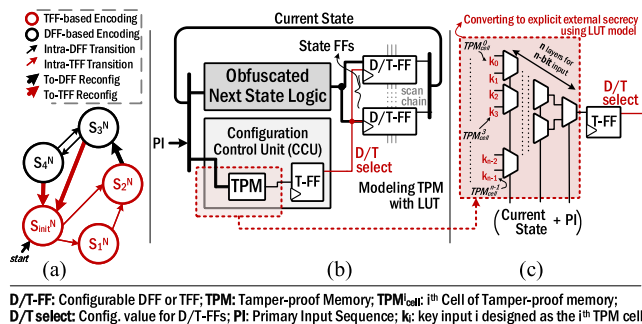 TFF-based Encoding
DFF-based Encoding
Intra-DFF Transition
Intra-TFF Transition
To-DFF Reconfig
To-TFF Reconfig
S3N
S4N
S2N
SinitN
S1N
start
(a)
Current State
State FFs
Obfuscated
Next State Logic
D/T-FF
D/T-FF
scan
chain
PI
Configuration
Control Unit (CCU)
TPM
T-FF
D/T
select
Modeling TPM
with LUT
(b)
Converting to explicit external secrecy
using LUT model
TPM0cell
k0
k1
k2
k3
TPM3cell
n layers for
n-bit input
D/T
select
T-FF
kn-2
kn-1
TPMn-1cell
(Current State + PI)
(c)
D/T-FF: Configurable DFF or TFF; TPM: Tamper-proof Memory; TPMicell: ith Cell of Tamper-proof memory;
D/T select: Config. value for D/T-FFs; PI: Primary Input Sequence; ki: key input i designed as the ith TPM cell